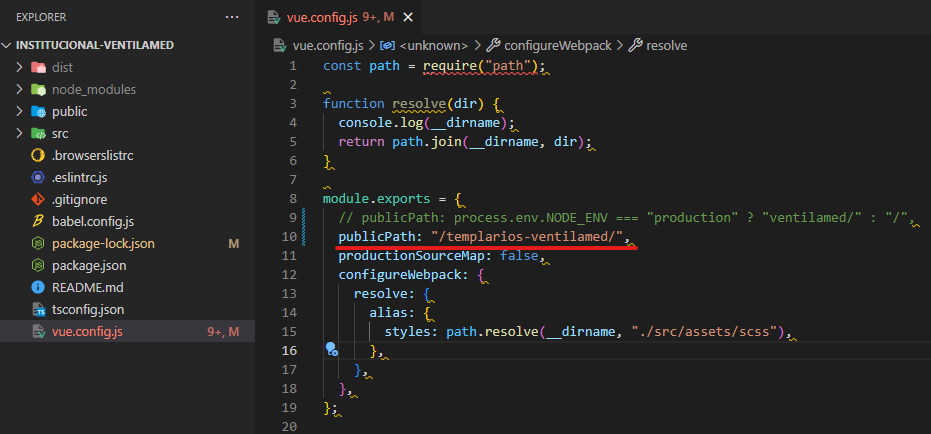 EXPLORER
INSTITUCIONAL-VENTILAMED
dist
node_modules
public
src
.browserslistrc
.eslintrc.js
.gitignore
babel.config.js
package-lock.json M
package.json
README.md
tsconfig.json
vue.config.js 9+, M
vue.config.js 9+, M
vue.config.js > <unknown> > configureWebpack > resolve
1 const path = require("path");
2
3 function resolve(dir) {
4   console.log(__dirname);
5   return path.join(__dirname, dir);
6 }
7
8 module.exports = {
9   // publicPath: process.env.NODE_ENV === "production" ? "ventilamed/" : "/",
10   publicPath: "/templarios-ventilamed/",
11   productionSourceMap: false,
12   configureWebpack: {
13     resolve: {
14       alias: {
15         styles: path.resolve(__dirname, "./src/assets/scss"),
16       },
17     },
18   },
19 };
20